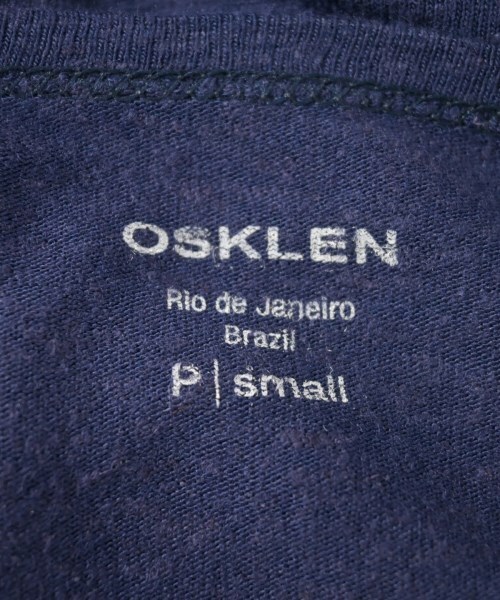 OSKLEN
Rio de Janeiro
Brazil
P | small